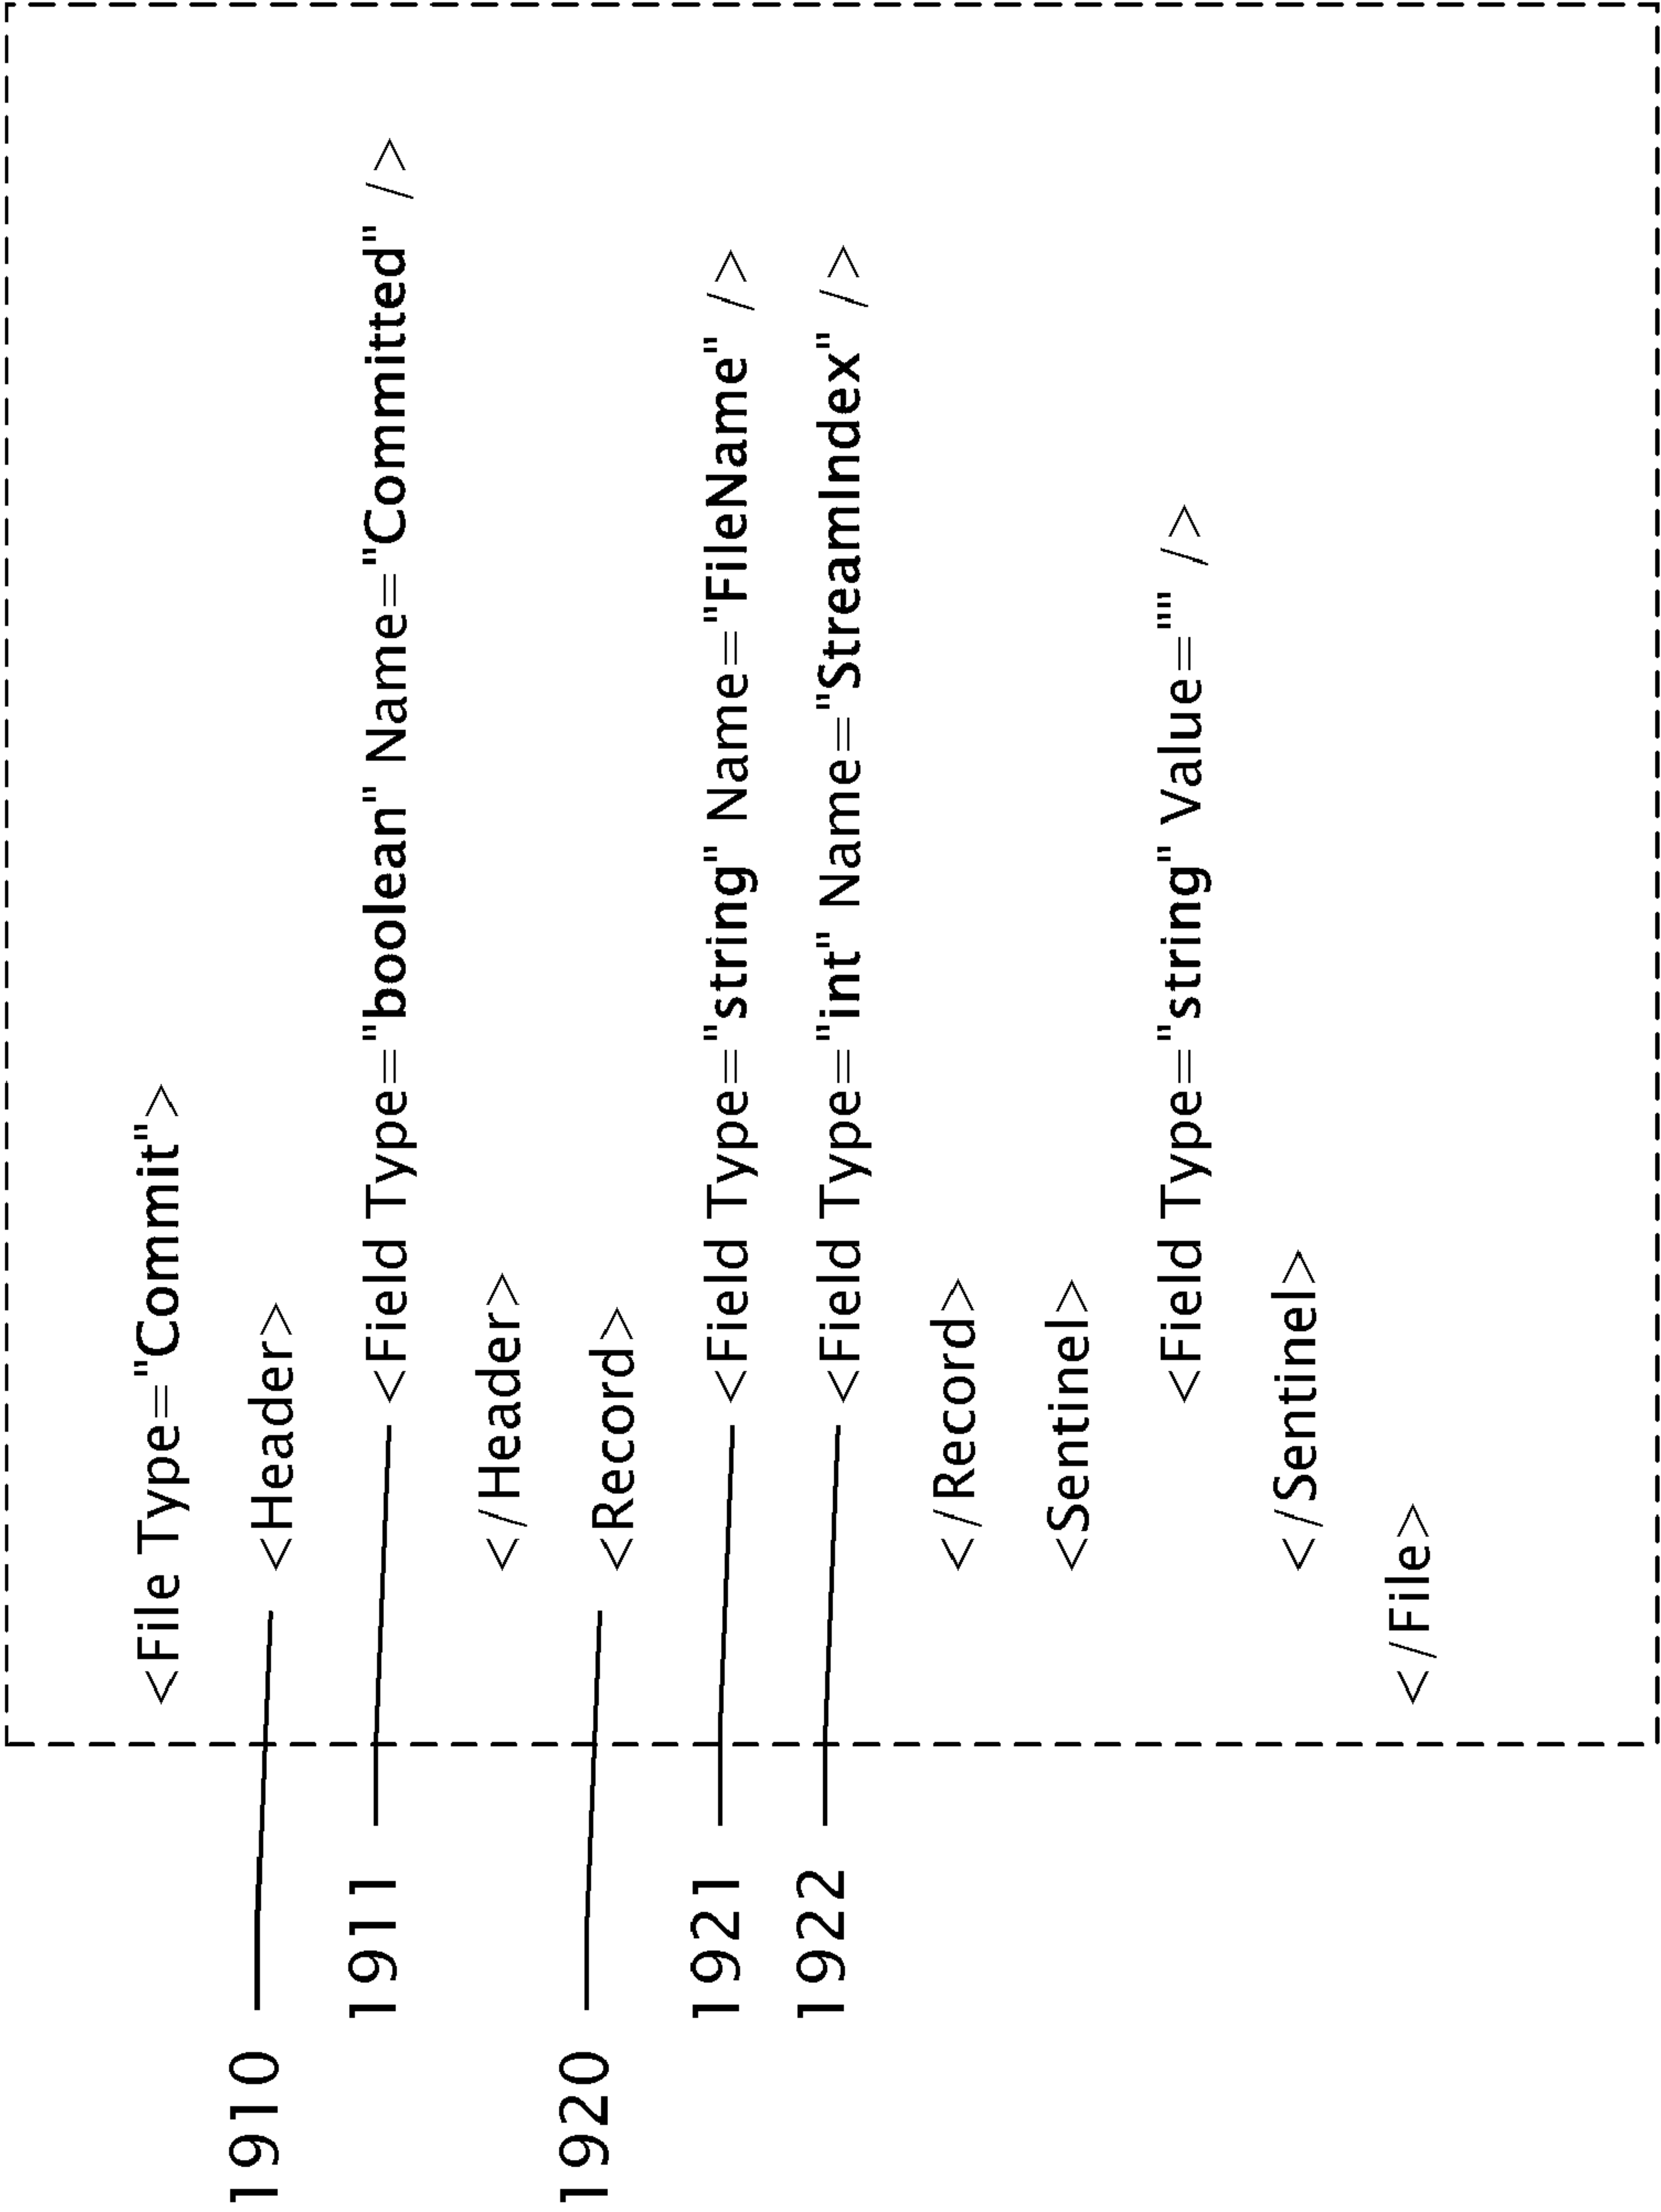 <File Type="Commit">
1910 <Header>
1911 <Field Type="boolean" Name="Committed" />
</Header>
1920 <Record>
1921 <Field Type="string" Name="FileName" />
1922 <Field Type="int" Name="StreamIndex" />
</Record>
<Sentinel>
<Field Type="string" Value="" />
</Sentinel>
</File>